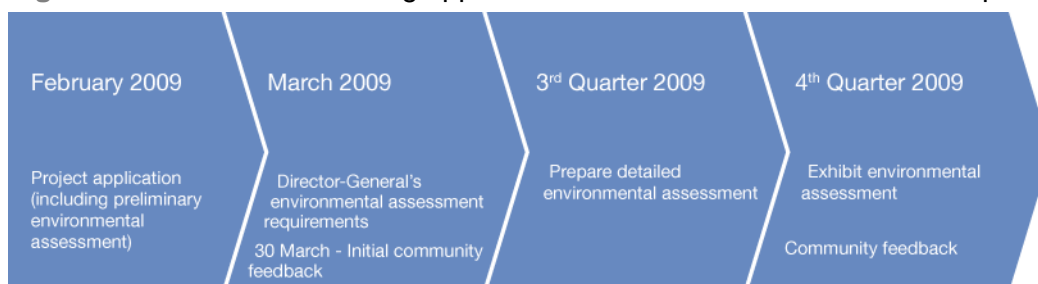 February 2009
Project application
(including preliminary
environmental
assessment)
March 2009
Director-General's
environmental assessment
requirements
30 March - Initial community
feedback
3rd Quarter 2009
Prepare detailed
environmental assessment
4th Quarter 2009
Exhibit environmental
assessment
Community feedback